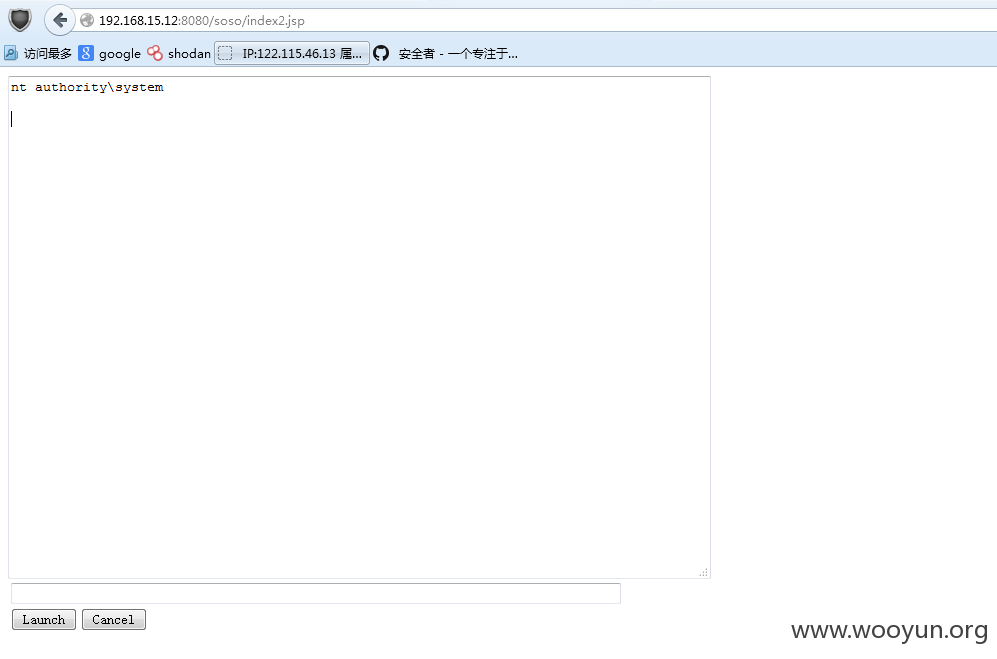 192.168.15.12:8080/soso/index2.jsp
访问最多 google shodan IP:122.115.46.13 属... 安全者 - 一个专注于...
nt authority\system
Launch Cancel
www.wooyun.org